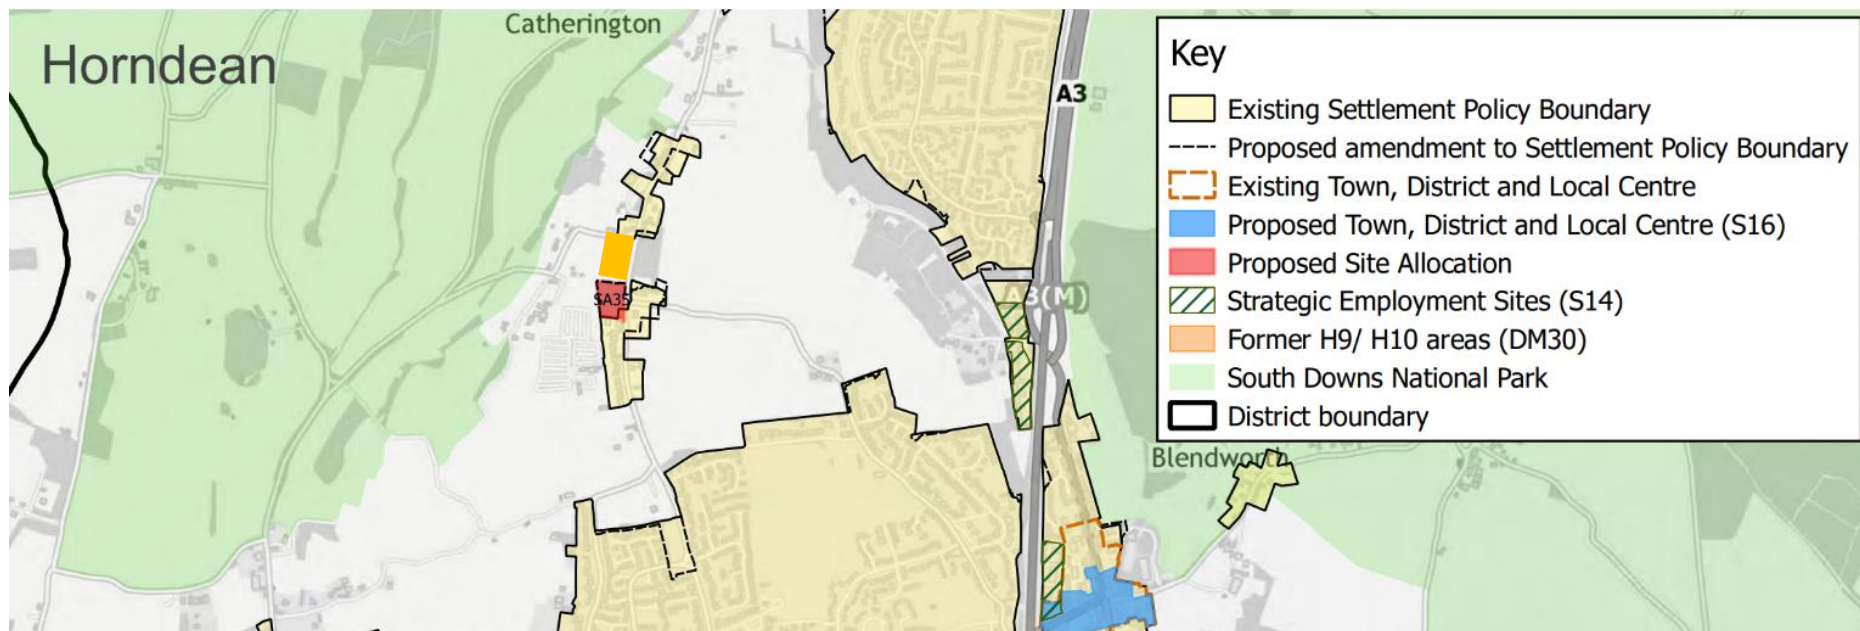 Catherington
Horndean
A3
SA35
A3(M)
Blendworth
Key
Existing Settlement Policy Boundary
Proposed amendment to Settlement Policy Boundary
Existing Town, District and Local Centre
Proposed Town, District and Local Centre (S16)
Proposed Site Allocation
Strategic Employment Sites (S14)
Former H9/ H10 areas (DM30)
South Downs National Park
District boundary